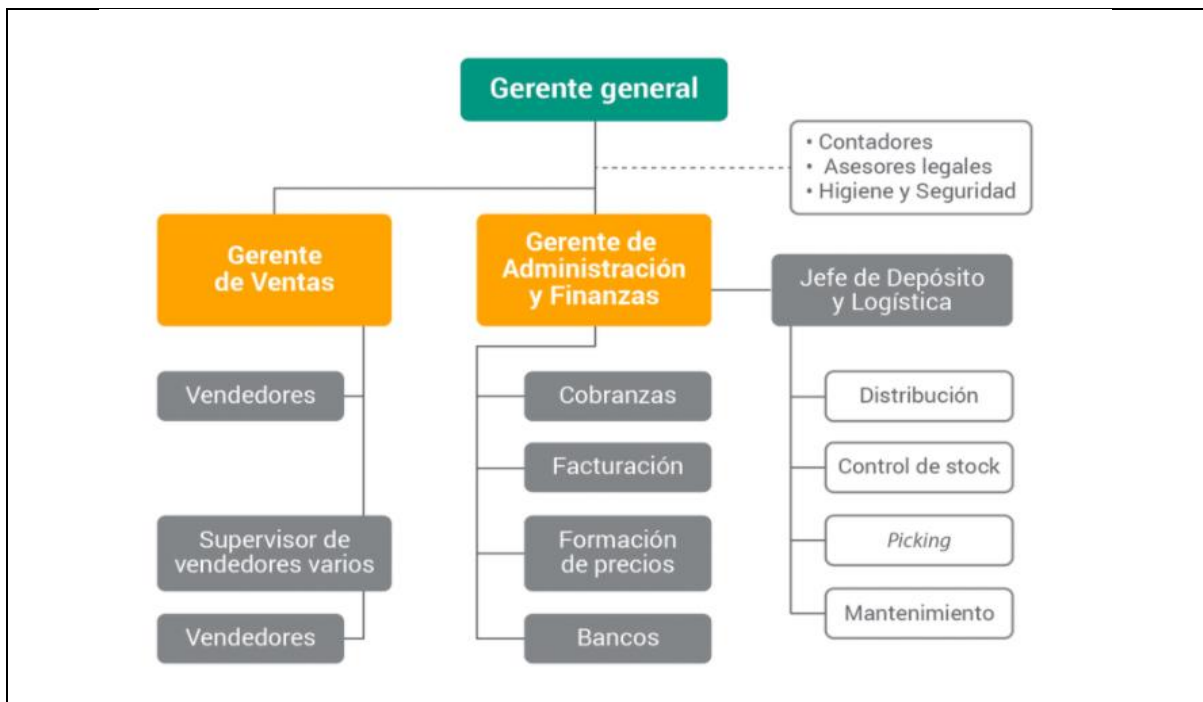 Gerente general
• Contadores
• Asesores legales
• Higiene y Seguridad
Gerente
de Ventas
Gerente de
Administración
y Finanzas
Jefe de Depósito
y Logística
Vendedores
Supervisor de
vendedores varios
Vendedores
Cobranzas
Facturación
Formación
de precios
Bancos
Distribución
Control de stock
Picking
Mantenimiento